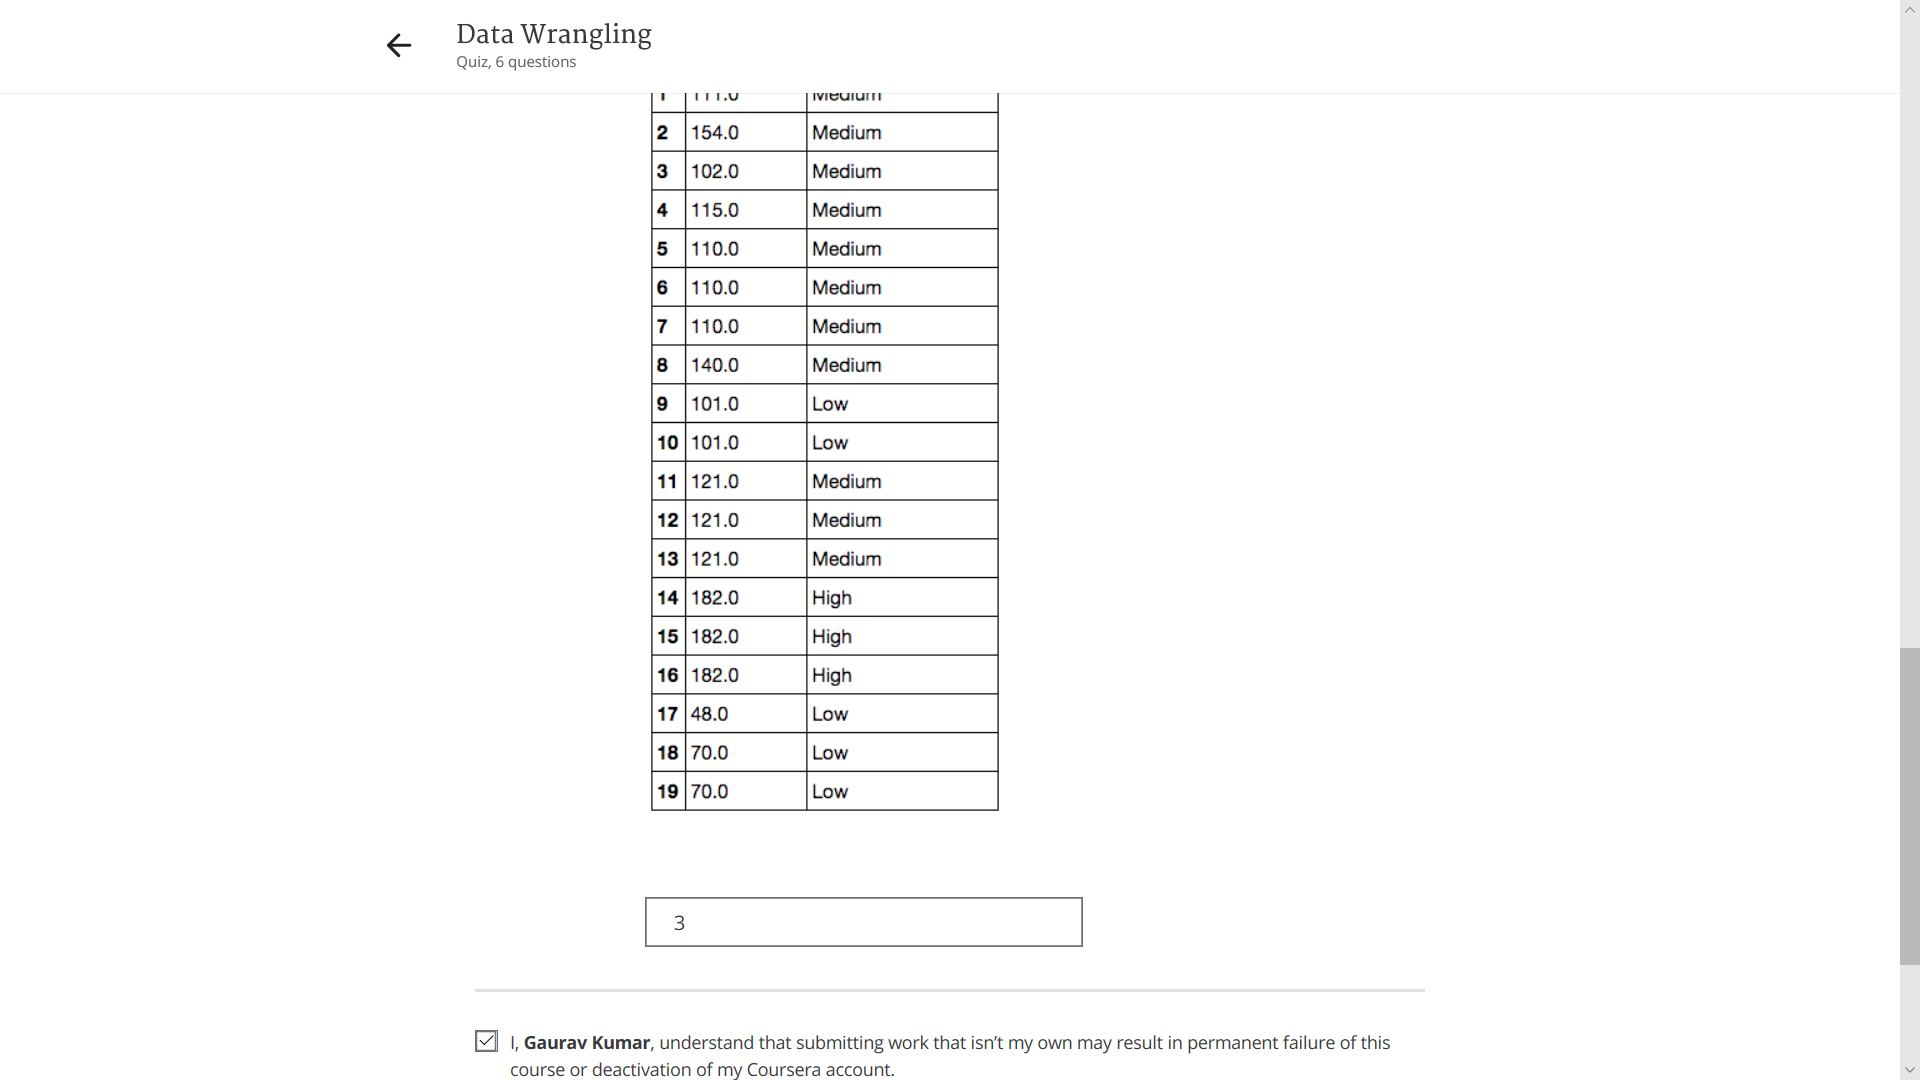 Data Wrangling
Quiz, 6 questions
1 111.0 Medium
2 154.0 Medium
3 102.0 Medium
4 115.0 Medium
5 110.0 Medium
6 110.0 Medium
7 110.0 Medium
8 140.0 Medium
9 101.0 Low
10 101.0 Low
11 121.0 Medium
12 121.0 Medium
13 121.0 Medium
14 182.0 High
15 182.0 High
16 182.0 High
17 48.0 Low
18 70.0 Low
19 70.0 Low
3
I, Gaurav Kumar, understand that submitting work that isn’t my own may result in permanent failure of this
course or deactivation of my Coursera account.